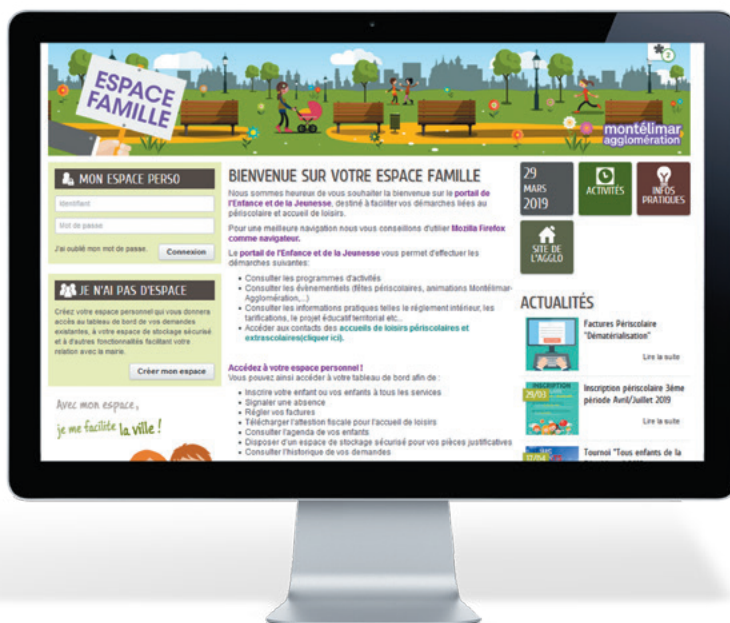 ESPACE
FAMILLE
montélimar
agglomération
MON ESPACE PERSO
Identifiant
Mot de passe
J'ai oublié mon mot de passe.
Connexion
JE N'AI PAS D'ESPACE
Créez votre espace personnel qui vous donnera
accès au tableau de bord de vos demandes
existantes, à votre espace de stockage sécurisé
et à d'autres fonctionnalités facilitant votre
relation avec la mairie.
Créer mon espace
Avec mon espace,
je me facilite la ville !
BIENVENUE SUR VOTRE ESPACE FAMILLE
Nous sommes heureux de vous souhaiter la bienvenue sur le portail de
l'Enfance et de la Jeunesse, destiné à faciliter vos démarches liées au
périscolaire et accueil de loisirs.
Pour une meilleure navigation nous vous conseillons d'utiliser Mozilla Firefox
comme navigateur.
Le portail de l'Enfance et de la Jeunesse vous permet d'effectuer les
démarches suivantes:
• Consulter les programmes d'activités
• Consulter les évènementiels (fêtes périscolaires, animations Montélimar-
Agglomération,...)
• Consulter les informations pratiques telles le règlement intérieur, les
tarifications, le projet éducatif territorial etc...
• Accéder aux contacts des accueils de loisirs périscolaires et
extrascolaires(cliquer ici).
Accédez à votre espace personnel !
Vous pouvez ainsi accéder à votre tableau de bord afin de :
• Inscrire votre enfant ou vos enfants à tous les services
• Signaler une absence
• Régler vos factures
• Télécharger l'attestion fiscale pour l'accueil de loisirs
• Consulter l'agenda de vos enfants
• Disposer d'un espace de stockage sécurisé pour vos pièces justificatives
• Consulter l'historique de vos demandes
29
MARS
2019
ACTIVITÉS
INFOS
PRATIQUES
SITE DE
L'AGGLO
ACTUALITÉS
Factures Périscolaire
"Dématérialisation"
Lire la suite
INSCRIPTION
29/03
Inscription périscolaire 3ème
période Avril/Juillet 2019
Lire la suite
17/04
Tournoi "Tous enfants de la